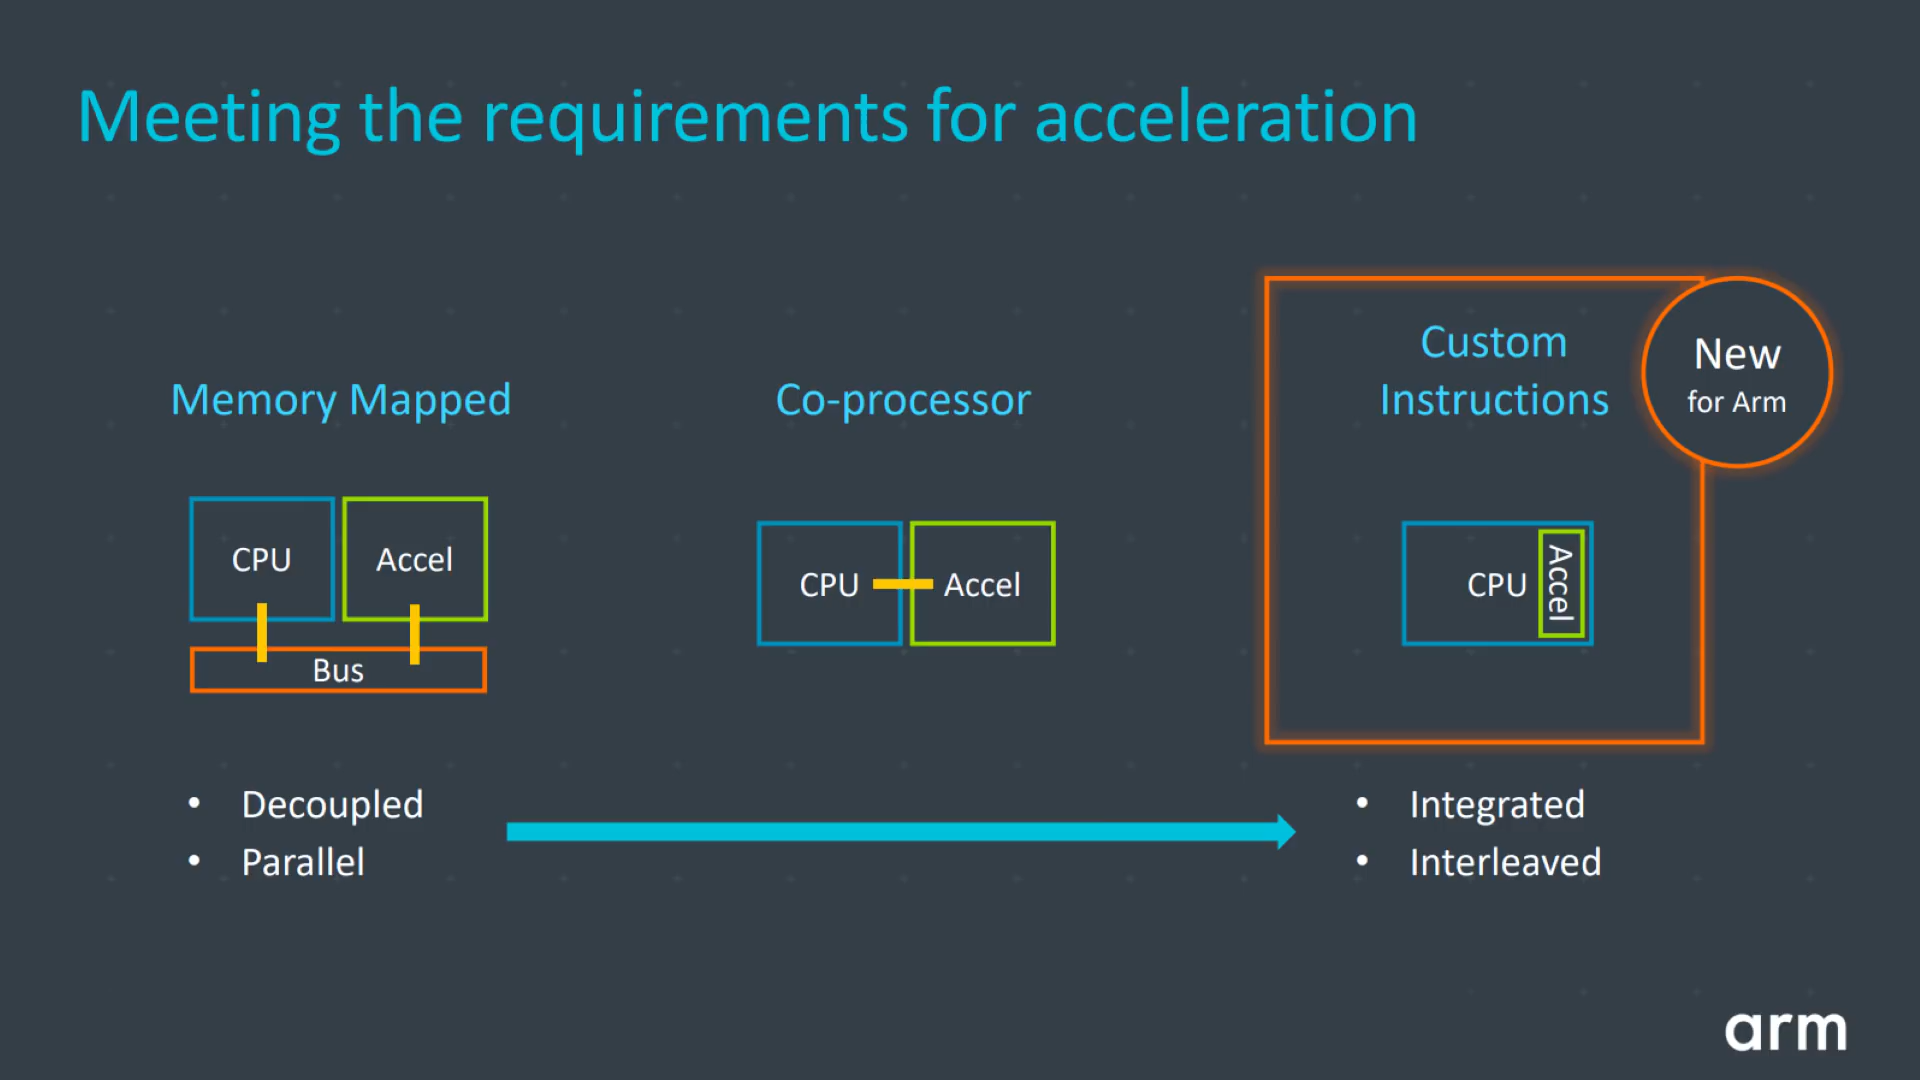 Meeting the requirements for acceleration
Memory Mapped
CPU
Accel
Bus
Co-processor
CPU
Accel
Custom
Instructions
New
for Arm
CPU
Accel
• Decoupled
• Parallel
• Integrated
• Interleaved
arm